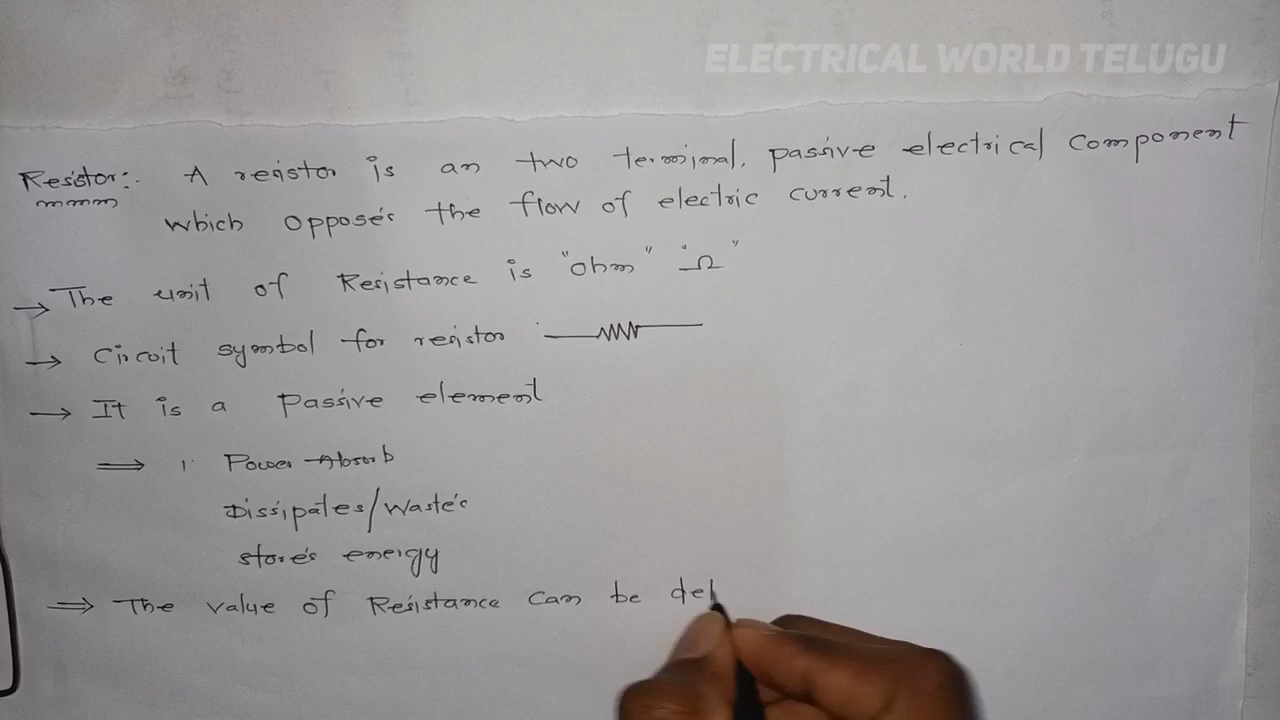 ELECTRICAL WORLD TELUGU
Resistor:- A resistor is an two terminal, passive electrical component
which opposes the flow of electric current.
→ The unit of Resistance is "ohm" "Ω"
→ Circuit symbol for resistor
→ It is a passive element
⇒ 1. Power Absorb
Dissipates/Wastes
stores energy
⇒ The value of Resistance can be de